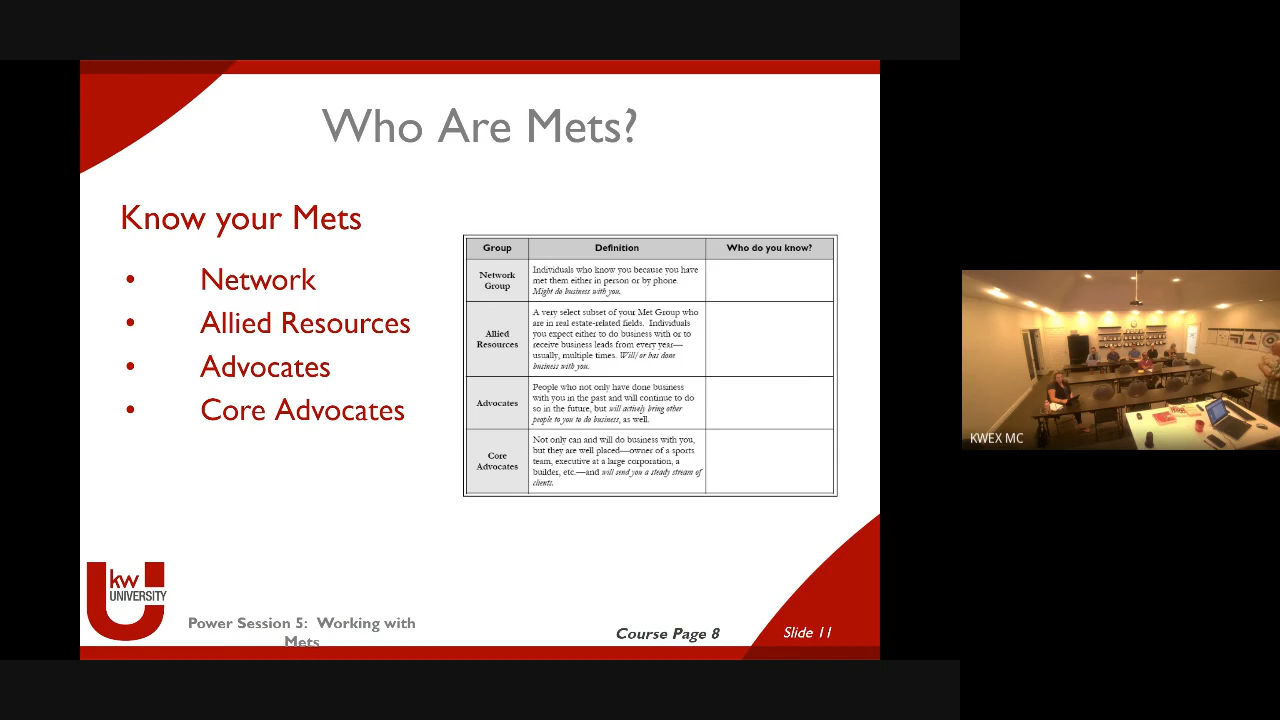 Who Are Mets?
Know your Mets
• Network
• Allied Resources
• Advocates
• Core Advocates
Group Definition Who do you know?
Network
Group
Individuals who know you because you have
met them either in person or by phone.
Might do business with you.
Allied
Resources
A very select subset of your Met Group who
are in real estate-related fields. Individuals
you expect either to do business with or to
receive business leads from every year—
usually, multiple times. Will/ or has done
business with you.
Advocates
People who not only have done business
with you in the past and will continue to do
so in the future, but will actively bring other
people to you to do business, as well.
Core
Advocates
Not only can and will do business with you,
but they are well placed—owner of a sports
team, executive at a large corporation, a
builder, etc.—and will send you a steady stream of
clients.
kw
UNIVERSITY
Power Session 5: Working with
Mets
Course Page 8
Slide 11
KWEX MC